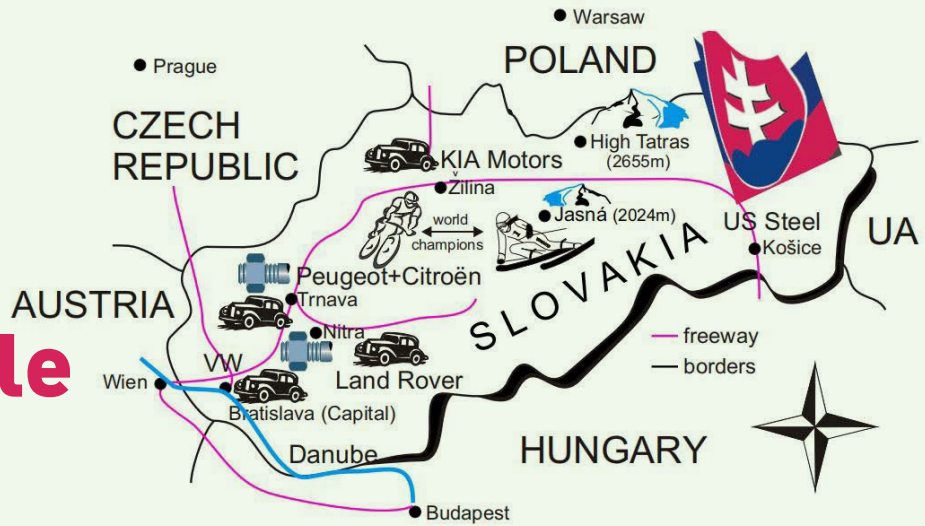 Warsaw
Prague
POLAND
CZECH
REPUBLIC
High Tatras
(2655m)
KIA Motors
Žilina
world
champions
Jasná (2024m)
US Steel
Košice
UA
SLOVAKIA
Peugeot+Citroën
Trnava
AUSTRIA
Nitra
freeway
borders
le
VW
Land Rover
Wien
Bratislava (Capital)
Danube
HUNGARY
Budapest